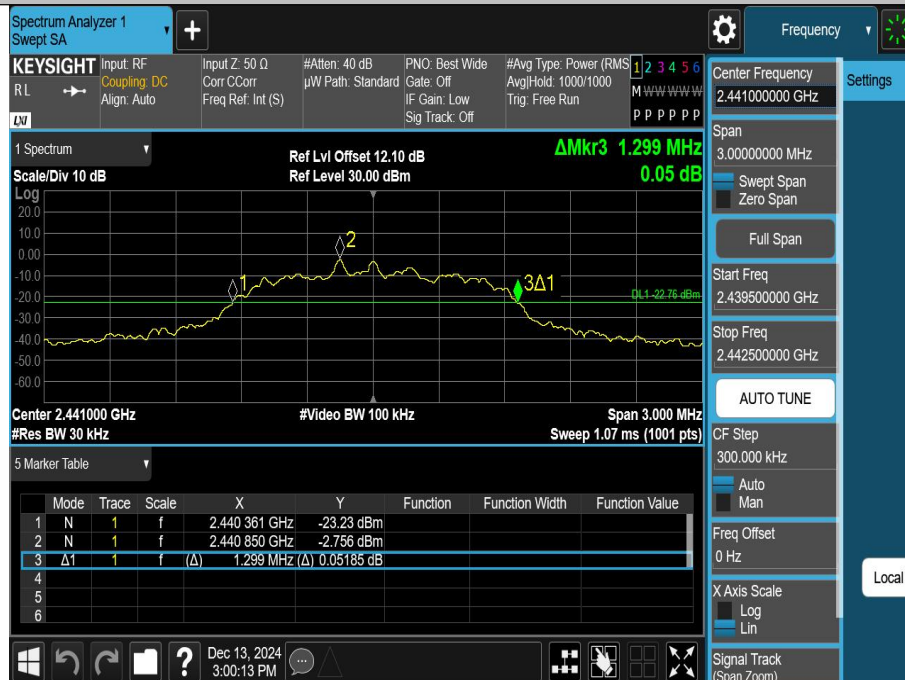 Spectrum Analyzer 1
Swept SA
+
Frequency
KEYSIGHT
RL
LXI
Input: RF
Coupling: DC
Align: Auto
Input Z: 50 Ω
Corr CCorr
Freq Ref: Int (S)
#Atten: 40 dB
µW Path: Standard
PNO: Best Wide
Gate: Off
IF Gain: Low
Sig Track: Off
#Avg Type: Power (RMS
Avg|Hold: 1000/1000
Trig: Free Run
1 2 3 4 5 6
M W W W W W
P P P P P P
1 Spectrum
Scale/Div 10 dB
Ref Lvl Offset 12.10 dB
Ref Level 30.00 dBm
ΔMkr3 1.299 MHz
0.05 dB
Log
20.0
10.0
0.00
-10.0
-20.0
-30.0
-40.0
-50.0
-60.0
1
2
3Δ1
DL1 -22.76 dBm
Center 2.441000 GHz
#Video BW 100 kHz
Span 3.000 MHz
#Res BW 30 kHz
Sweep 1.07 ms (1001 pts)
5 Marker Table
Mode Trace Scale X Y Function Function Width Function Value
1 N 1 f 2.440 361 GHz -23.23 dBm
2 N 1 f 2.440 850 GHz -2.756 dBm
3 Δ1 1 f (Δ) 1.299 MHz (Δ) 0.05185 dB
4
5
6
?
Dec 13, 2024
3:00:13 PM
Center Frequency
2.441000000 GHz
Span
3.00000000 MHz
Swept Span
Zero Span
Full Span
Start Freq
2.439500000 GHz
Stop Freq
2.442500000 GHz
AUTO TUNE
CF Step
300.000 kHz
Auto
Man
Freq Offset
0 Hz
X Axis Scale
Log
Lin
Signal Track
(Span Zoom)
Settings
Local